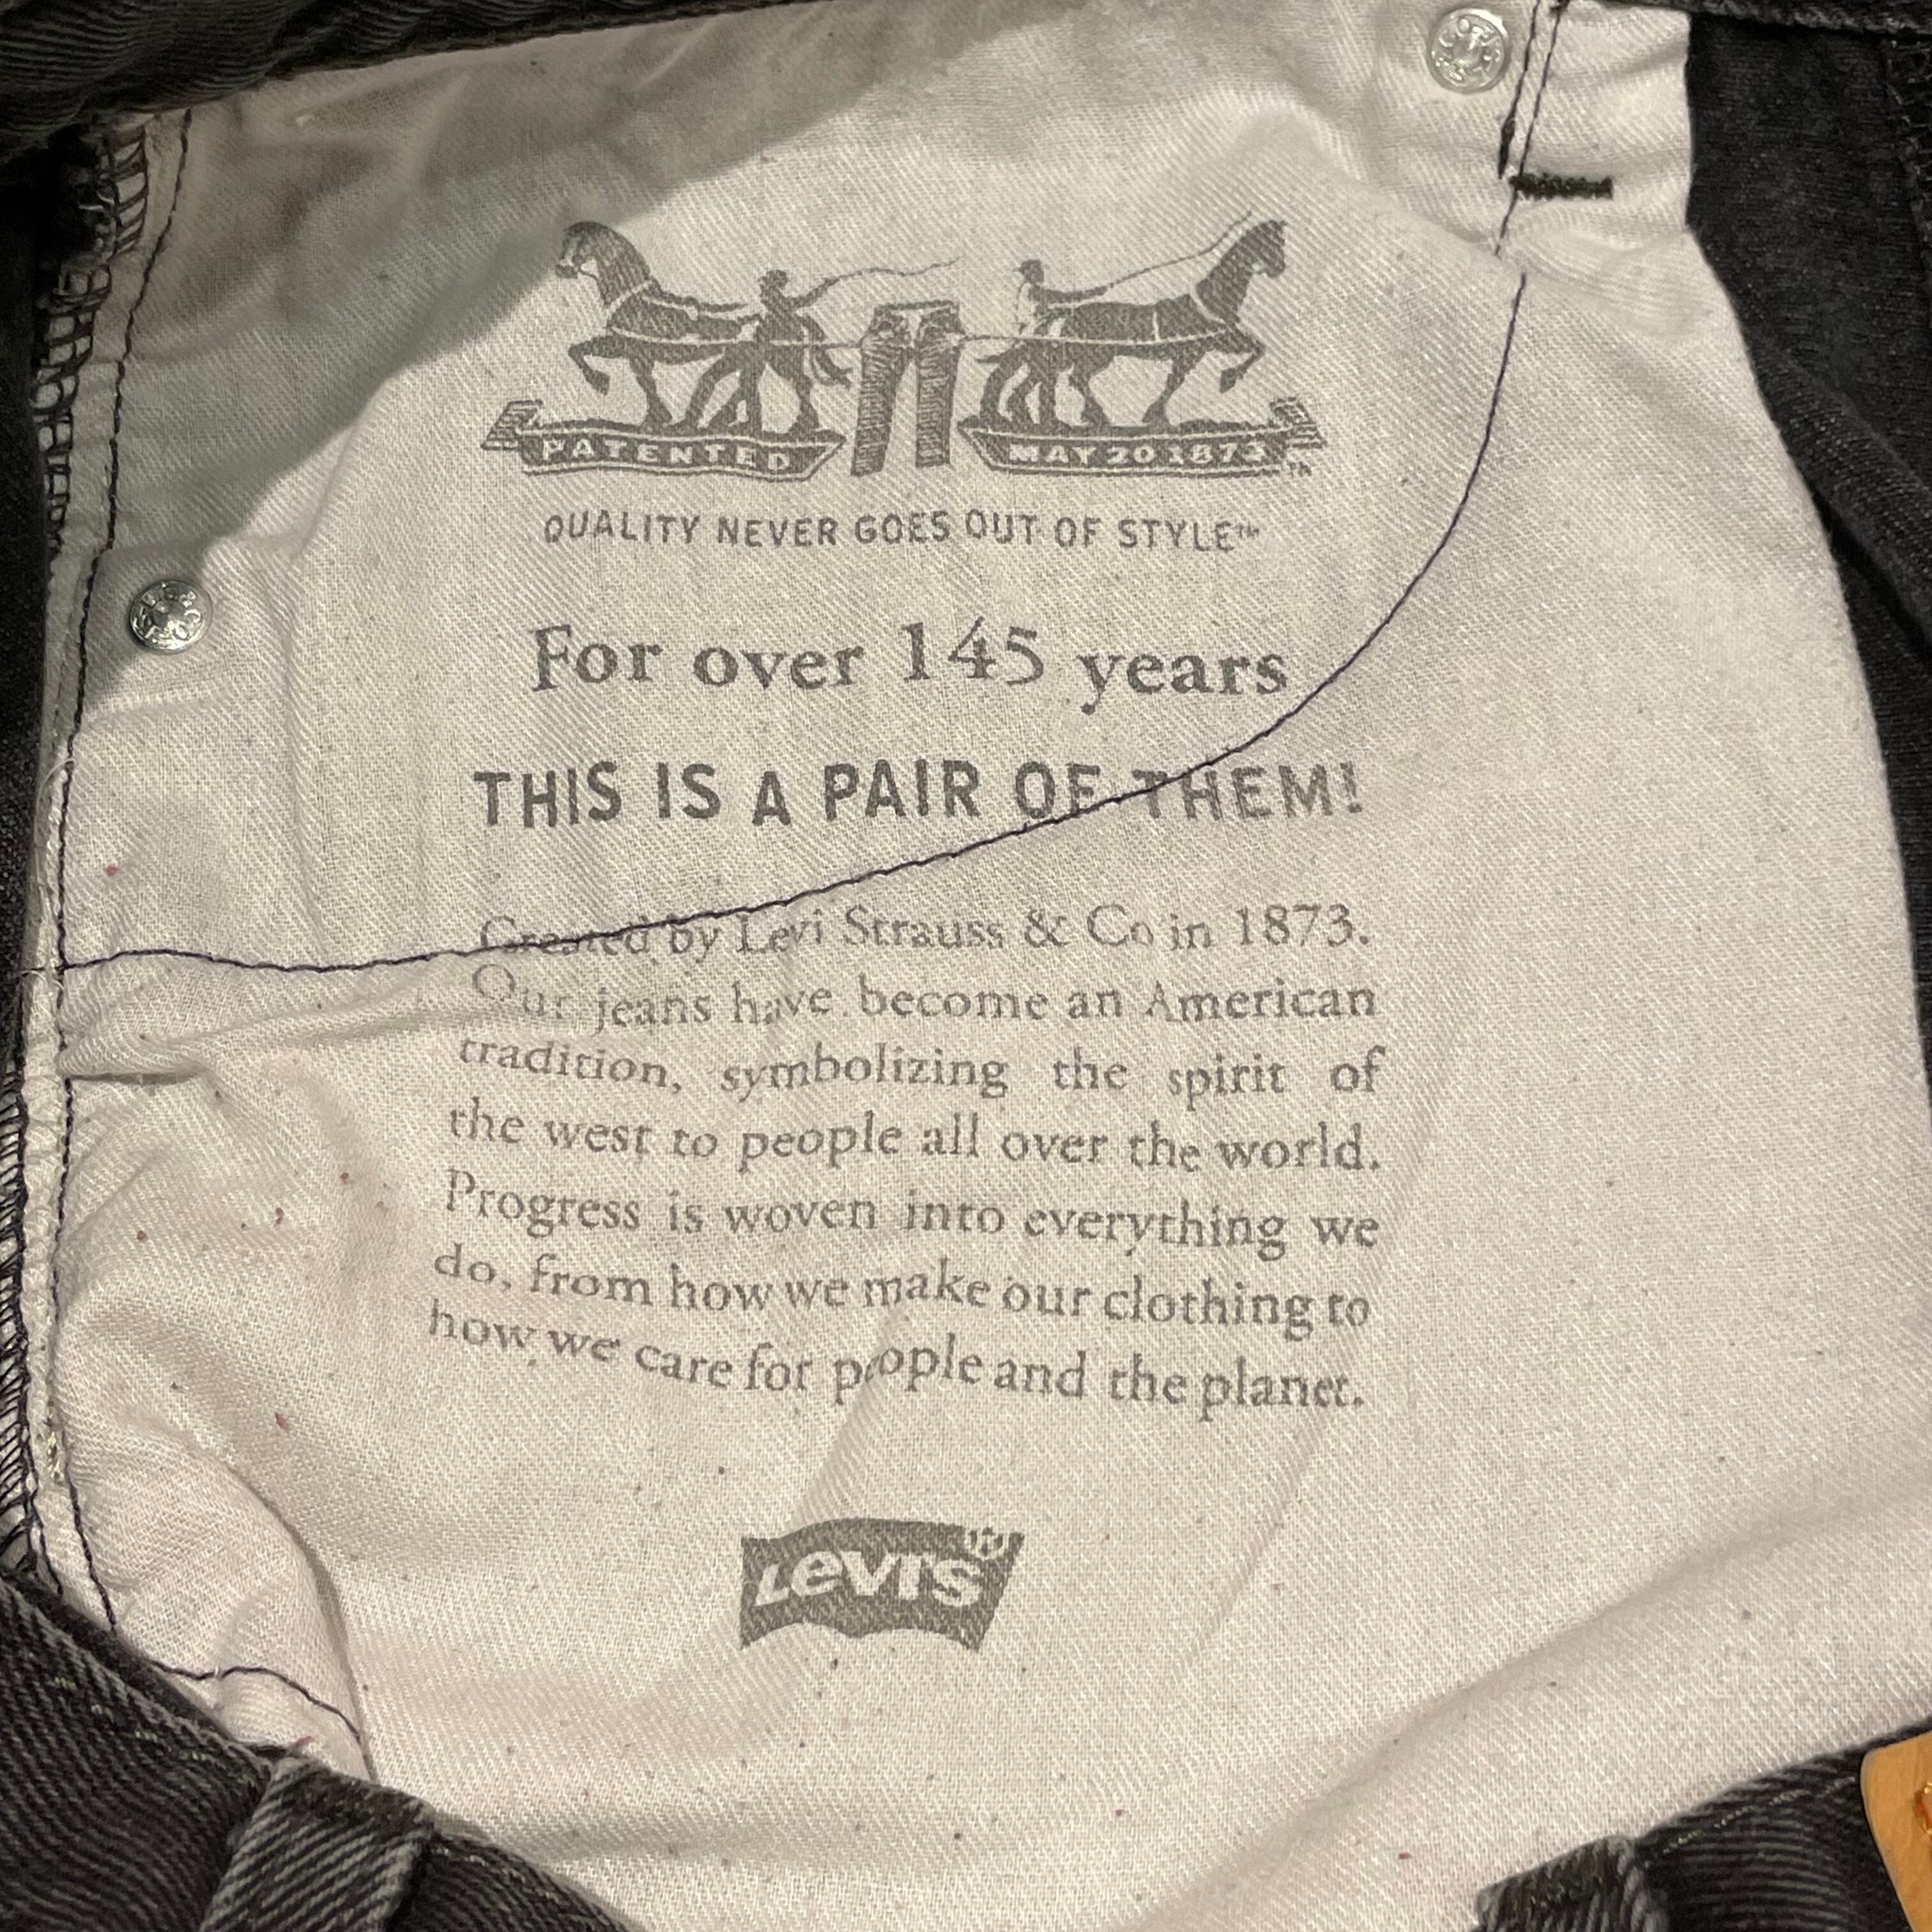 PATENTED MAY 20 1873 ™
QUALITY NEVER GOES OUT OF STYLE™
For over 145 years
THIS IS A PAIR OF THEM!
Created by Levi Strauss & Co in 1873.
Our jeans have become an American
tradition, symbolizing the spirit of
the west to people all over the world.
Progress is woven into everything we
do, from how we make our clothing to
how we care for people and the planet.
Levi's®